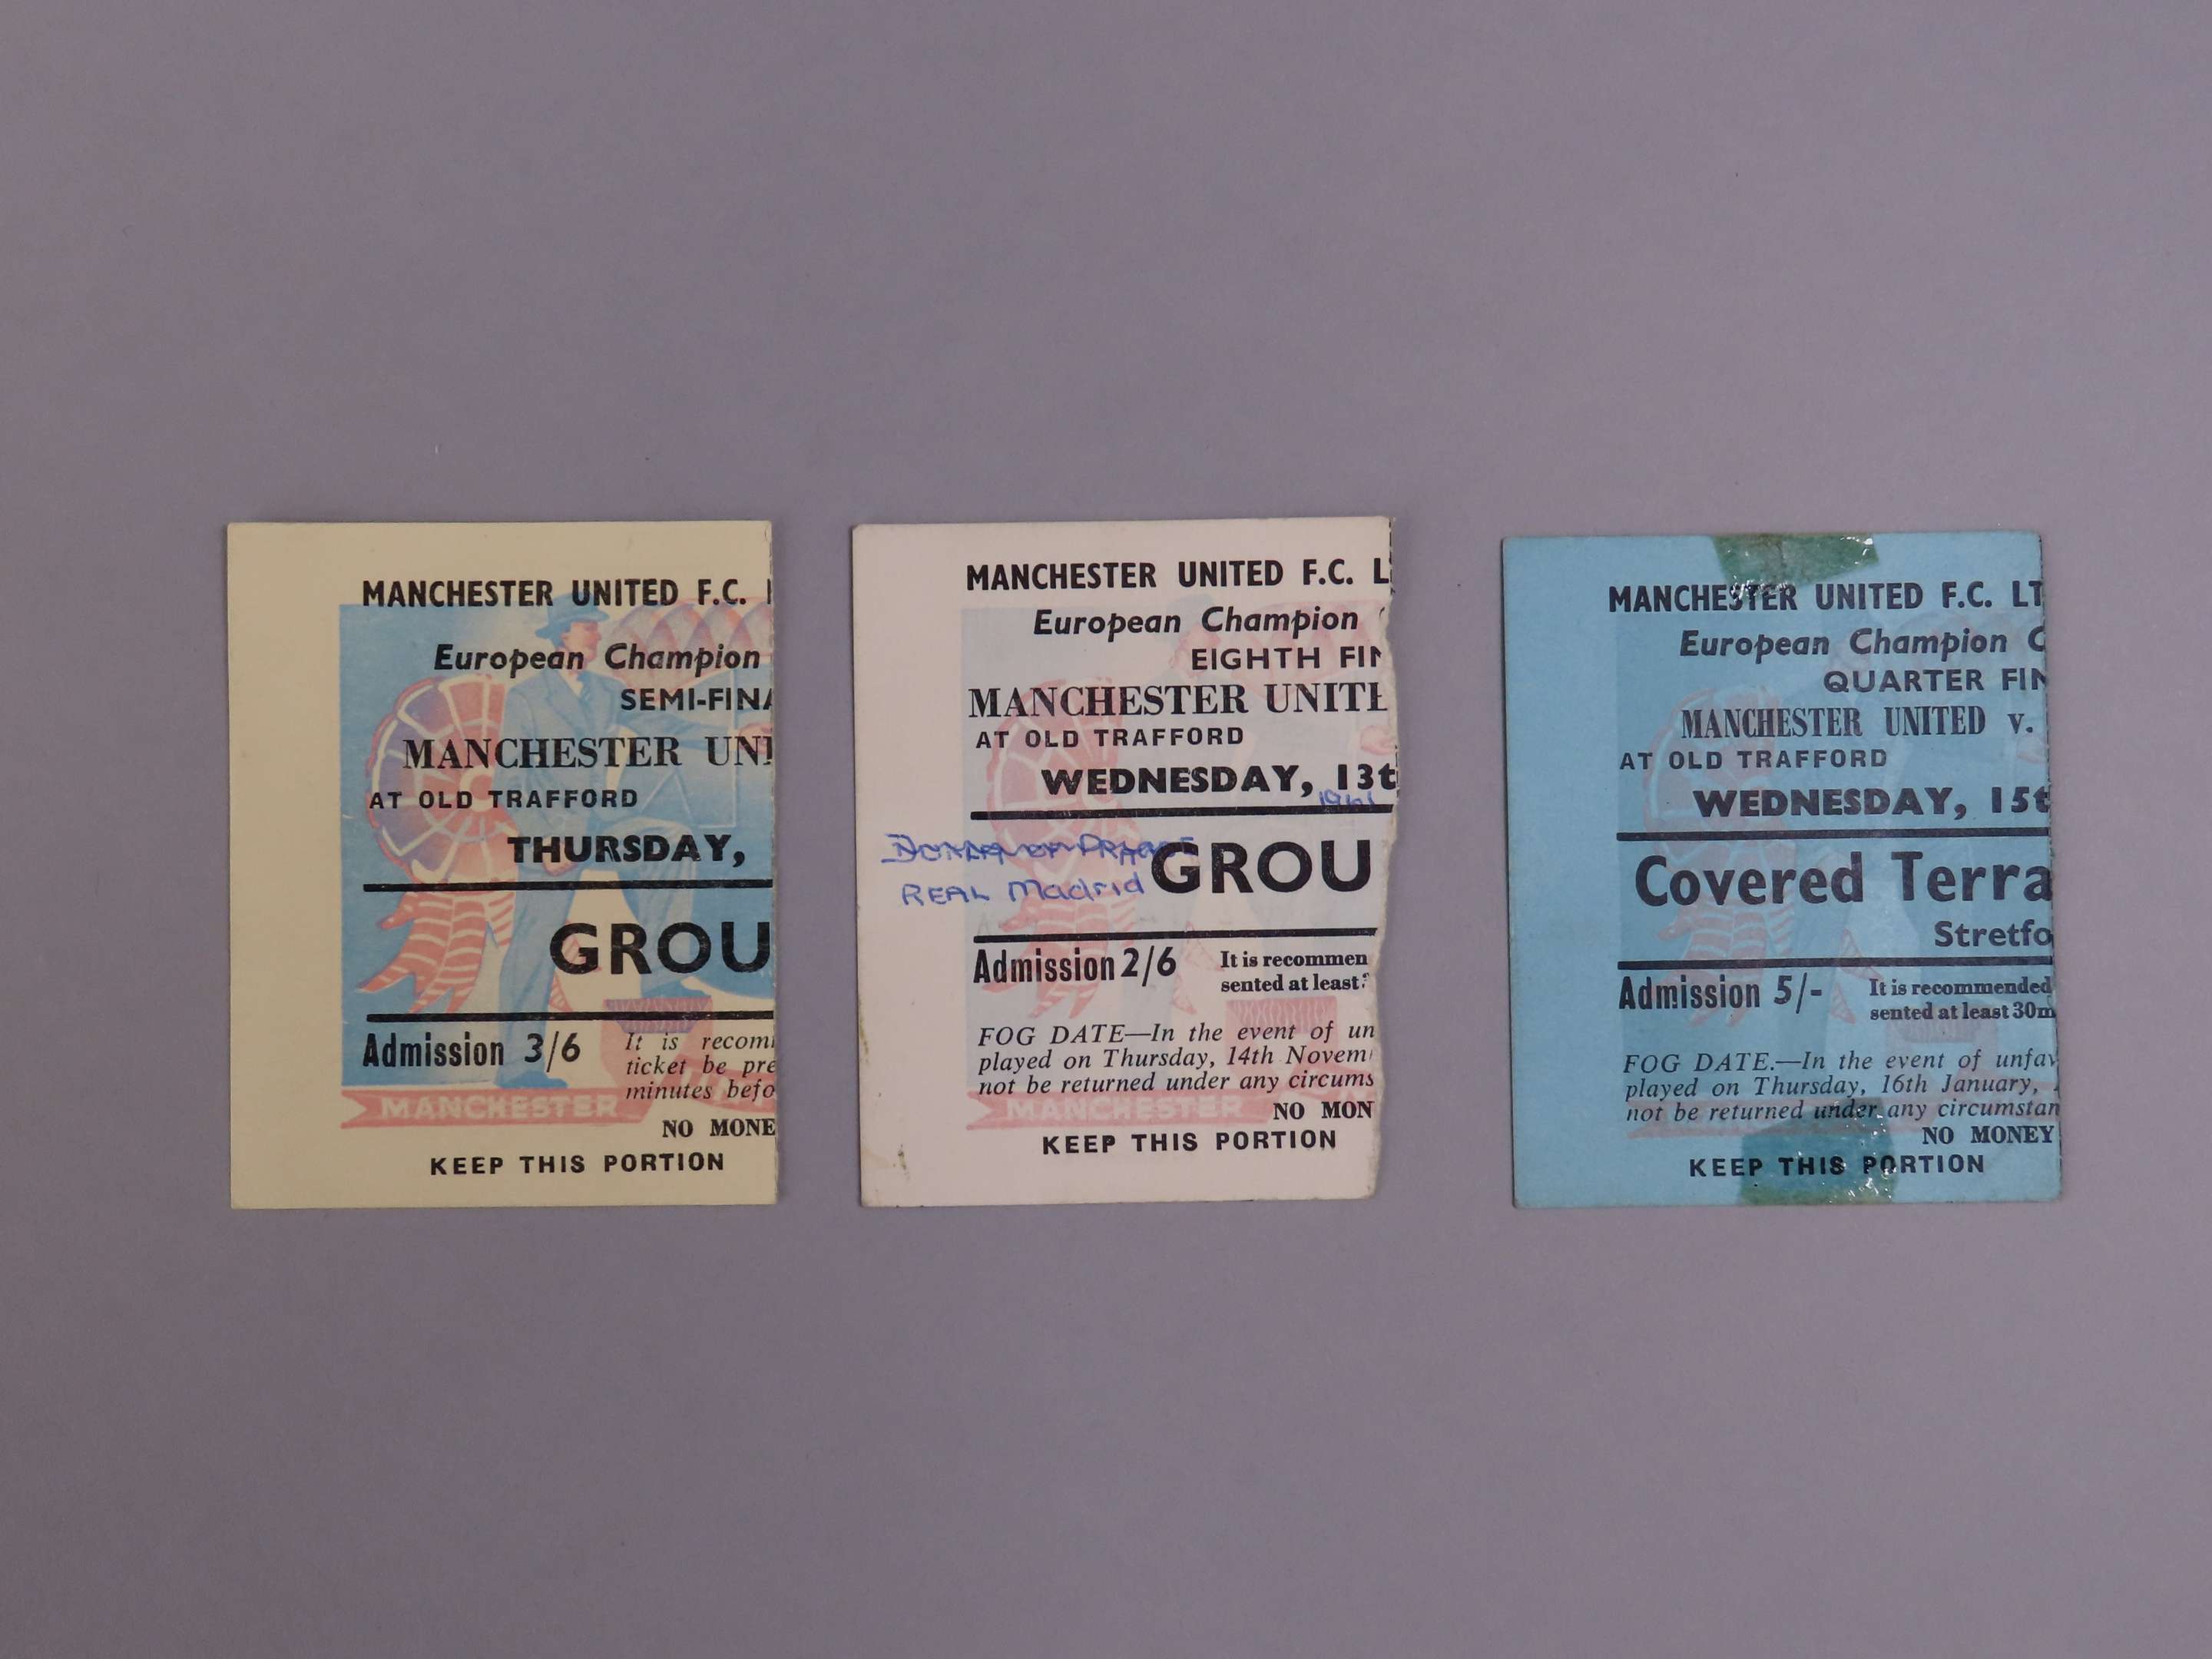 MANCHESTER UNITED F.C.
European Champion
SEMI-FINA
MANCHESTER UNI
AT OLD TRAFFORD
THURSDAY,
GROU
Admission 3/6
It is recom
ticket be pre
minutes befo
MANCHESTER
NO MONE
KEEP THIS PORTION
MANCHESTER UNITED F.C. L
European Champion
EIGHTH FIN
MANCHESTER UNITE
AT OLD TRAFFORD
WEDNESDAY, 13t
GROU
REAL Madrid
Admission 2/6
It is recommen
sented at least
FOG DATE—In the event of un
played on Thursday, 14th Novem
not be returned under any circums
MANCHESTER
NO MON
KEEP THIS PORTION
MANCHESTER UNITED F.C. LT
European Champion C
QUARTER FIN
MANCHESTER UNITED v.
AT OLD TRAFFORD
WEDNESDAY, 15t
Covered Terra
Stretfo
Admission 5/-
It is recommended
sented at least 30m
FOG DATE.—In the event of unfav
played on Thursday, 16th January,
not be returned under any circumstan
NO MONEY
KEEP THIS PORTION